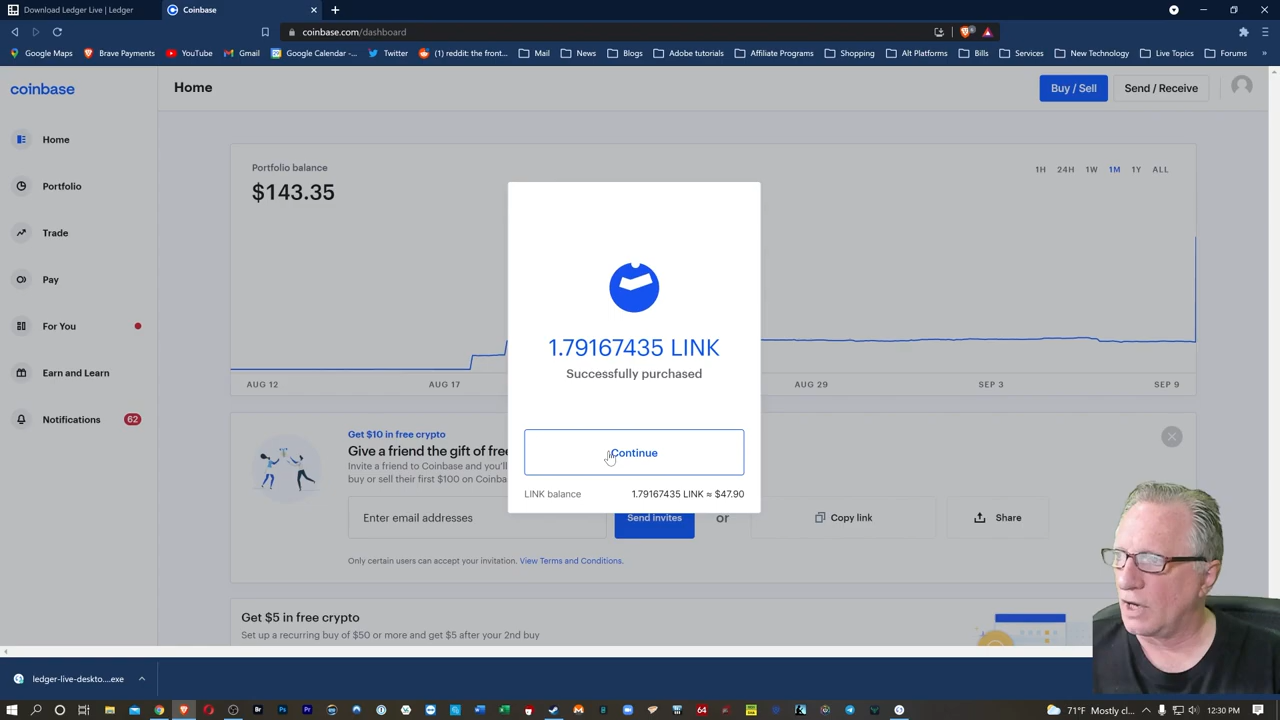 Download Ledger Live | Ledger
Coinbase
coinbase.com/dashboard
Google Maps
Brave Payments
YouTube
Gmail
Google Calendar -...
Twitter
reddit: the front...
Mail
News
Blogs
Adobe tutorials
Affiliate Programs
Shopping
Alt Platforms
Bills
Services
New Technology
Live Topics
Forums
»
coinbase
Home
Buy / Sell
Send / Receive
Home
Portfolio
Trade
Pay
For You
Earn and Learn
Notifications
62
Portfolio balance
$143.35
1H 24H 1W 1M 1Y ALL
1.79167435 LINK
Successfully purchased
Continue
LINK balance
1.79167435 LINK ≈ $47.90
AUG 12 AUG 17 AUG 29 SEP 3 SEP 9
Get $10 in free crypto
Give a friend the gift of free
Invite a friend to Coinbase and you'll
buy or sell their first $100 on Coinba
Enter email addresses
Send invites
or
Copy link
Share
Only certain users can accept your invitation. View Terms and Conditions.
Get $5 in free crypto
Set up a recurring buy of $50 or more and get $5 after your 2nd buy
ledger-live-deskto....exe
71°F Mostly cl...
12:30 PM